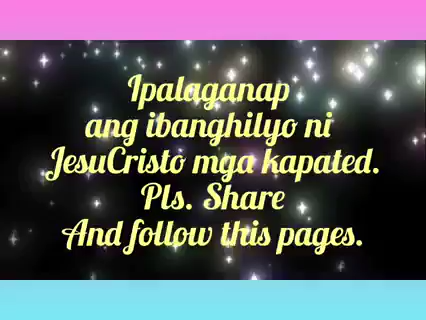 Ipalaganap
ang ibanghilyo ni
JesuCristo mga kapated.
Pls. Share
And follow this pages.